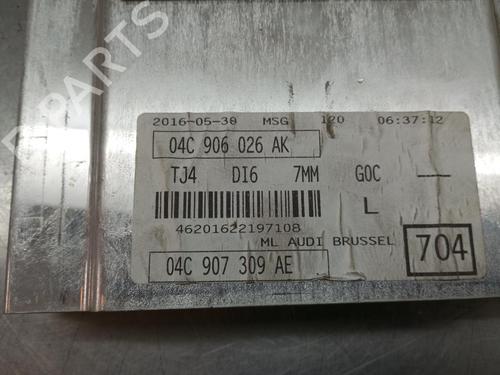 2016-05-30 MSG 120 06:37:12
04C 906 026 AK
TJ4 DI6 7MM G0C —
L
46201622197108
ML AUDI BRUSSEL
704
04C 907 309 AE